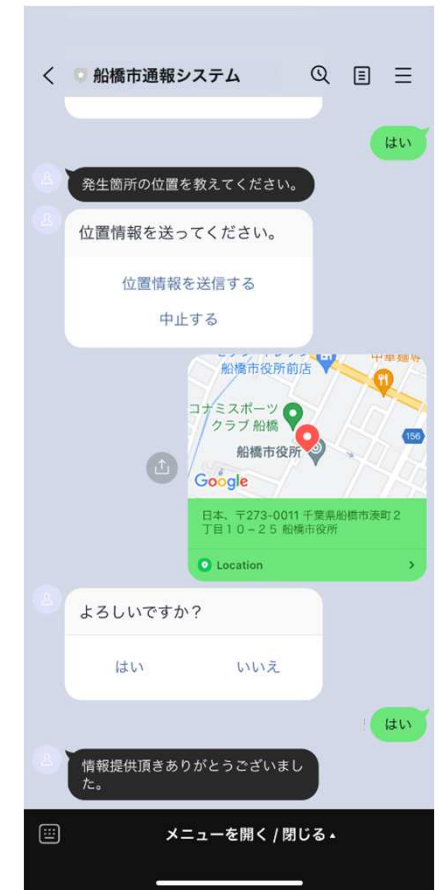 船橋市通報システム
はい
発生箇所の位置を教えてください。
位置情報を送ってください。
位置情報を送信する
中止する
船橋市役所前店
中華麺等
コナミスポーツ
クラブ 船橋
156
船橋市役所
Google
日本、〒273-0011 千葉県船橋市湊町2
丁目10−25 船橋市役所
Location
よろしいですか？
はい
いいえ
はい
情報提供頂きありがとうございまし
た。
メニューを開く / 閉じる